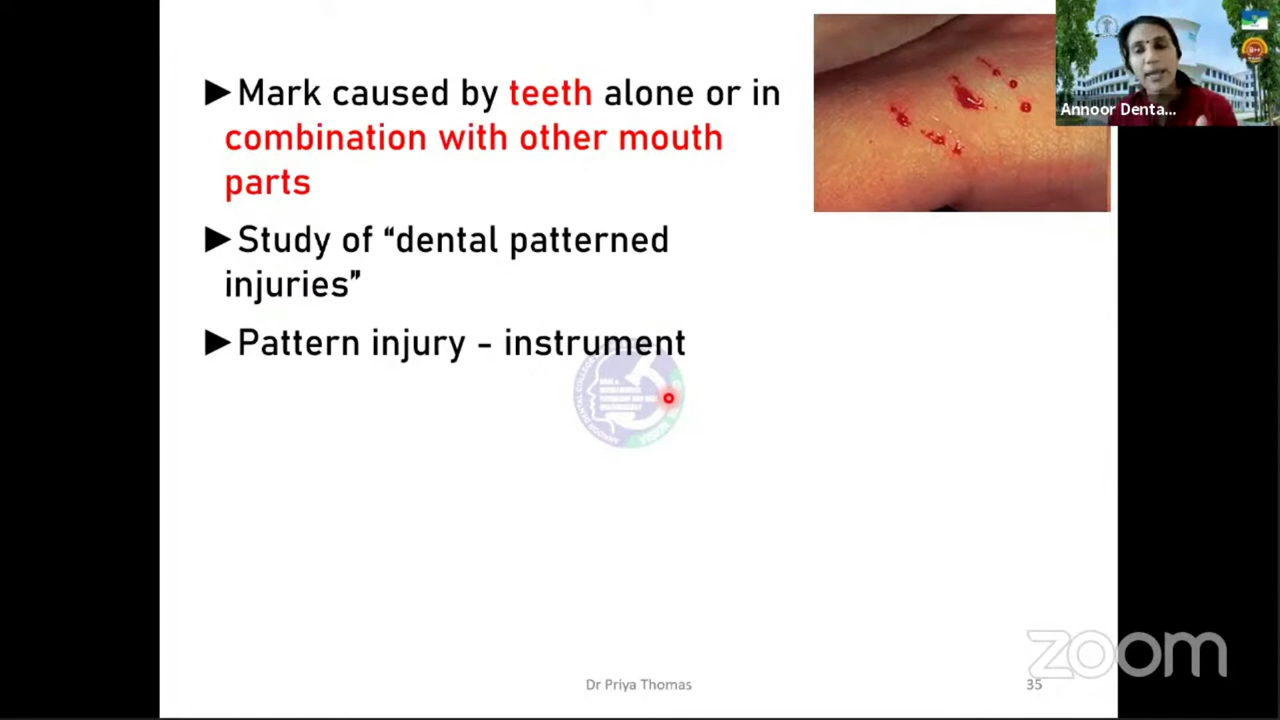 ►Mark caused by teeth alone or in
combination with other mouth
parts
►Study of “dental patterned
injuries”
►Pattern injury - instrument
Annoor Denta...
Dr Priya Thomas
35
zoom